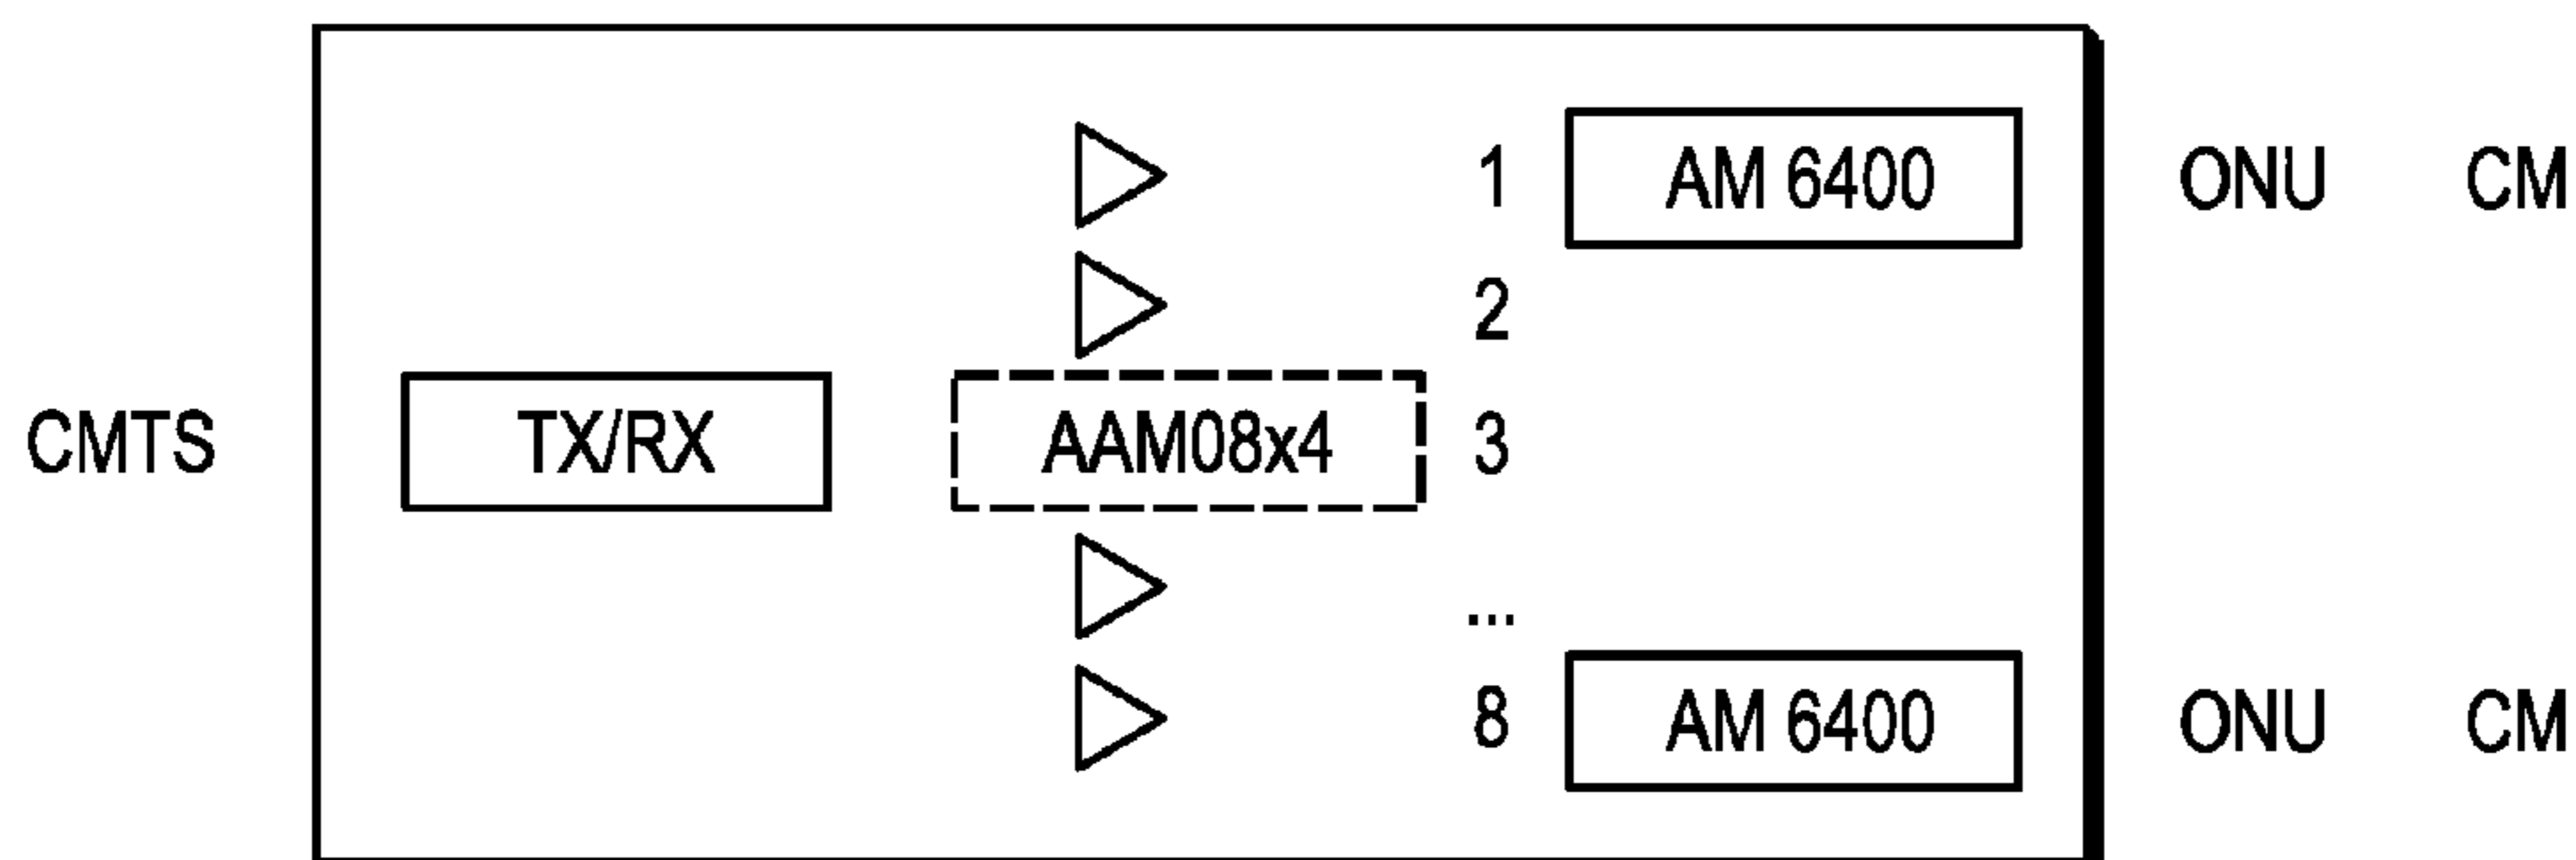 1 AM 6400 ONU CM
2
CMTS TX/RX AAM08x4 3
...
8 AM 6400 ONU CM